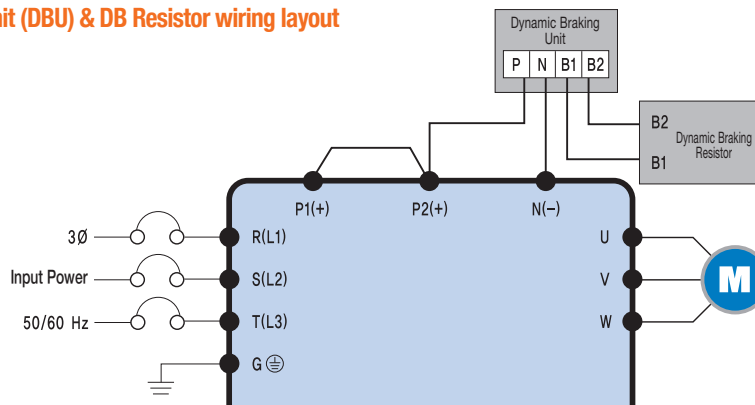 it (DBU) & DB Resistor wiring layout
Dynamic Braking
Unit
P N B1 B2
B2
Dynamic Braking
Resistor
B1
P1(+) P2(+) N(−)
3Ø R(L1) U
Input Power S(L2) V M
50/60 Hz T(L3) W
G